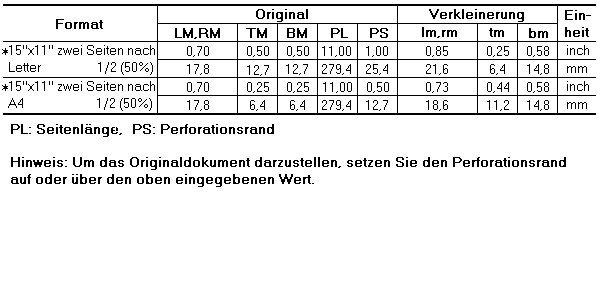 Format Original Verkleinerung Ein-
LM,RM TM BM PL PS lm,rm tm bm heit
*15"x11" zwei Seiten nach 0,70 0,50 0,50 11,00 1,00 0,85 0,25 0,58 inch
Letter 1/2 (50%) 17,8 12,7 12,7 279,4 25,4 21,6 6,4 14,8 mm
*15"x11" zwei Seiten nach 0,70 0,25 0,25 11,00 0,50 0,73 0,44 0,58 inch
A4 1/2 (50%) 17,8 6,4 6,4 279,4 12,7 18,6 11,2 14,8 mm
PL: Seitenlänge, PS: Perforationsrand
Hinweis: Um das Originaldokument darzustellen, setzen Sie den Perforationsrand
auf oder über den oben eingegebenen Wert.